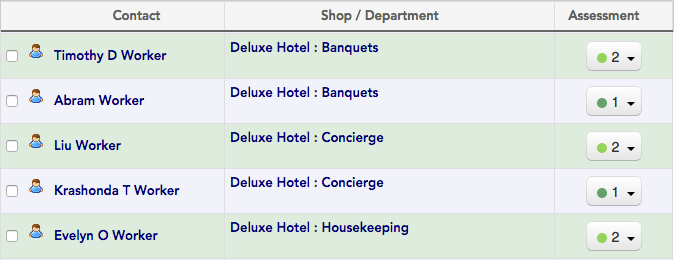 Contact Shop / Department Assessment
Timothy D Worker Deluxe Hotel : Banquets 2
Abram Worker Deluxe Hotel : Banquets 1
Liu Worker Deluxe Hotel : Concierge 2
Krashonda T Worker Deluxe Hotel : Concierge 1
Evelyn O Worker Deluxe Hotel : Housekeeping 2